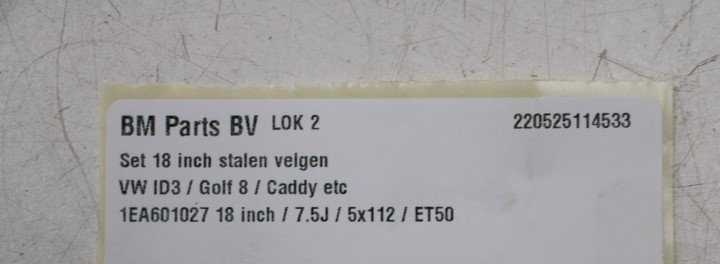 BM Parts BV LOK 2 220525114533
Set 18 inch stalen velgen
VW ID3 / Golf 8 / Caddy etc
1EA601027 18 inch / 7.5J / 5x112 / ET50